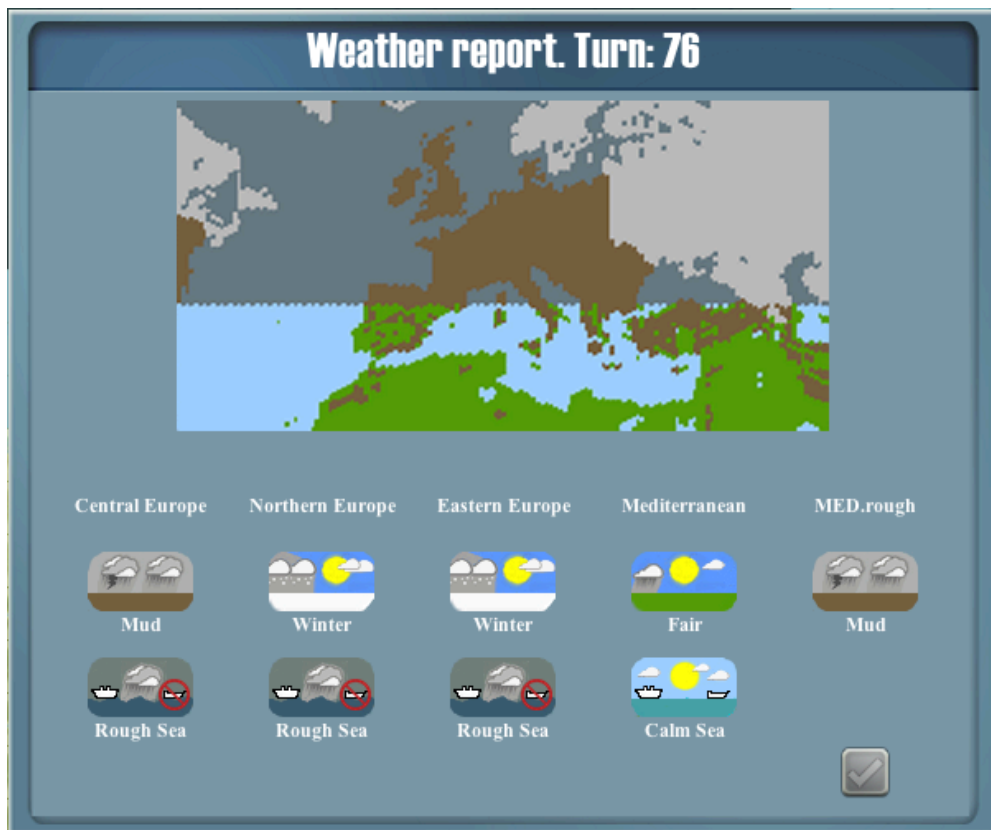 Weather report. Turn: 76
Central Europe Northern Europe Eastern Europe Mediterranean MED.rough
Mud Winter Winter Fair Mud
Rough Sea Rough Sea Rough Sea Calm Sea